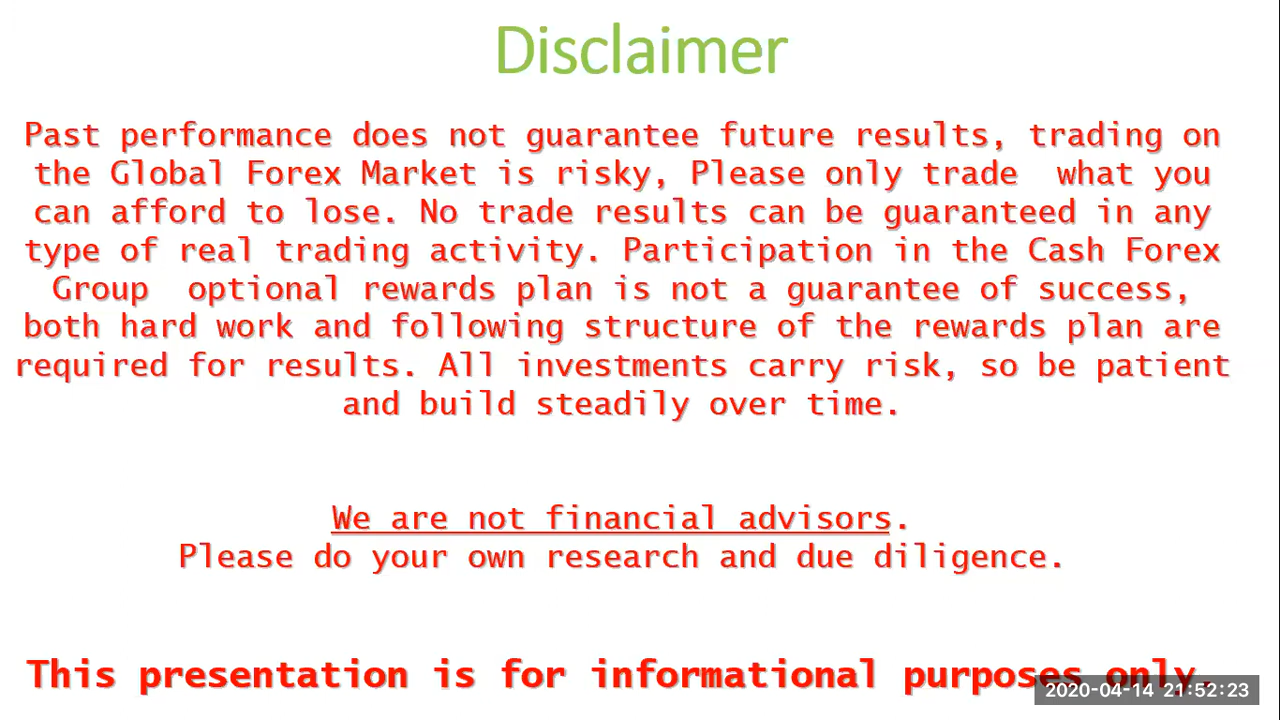 Disclaimer
Past performance does not guarantee future results, trading on
the Global Forex Market is risky, Please only trade  what you
can afford to lose. No trade results can be guaranteed in any
type of real trading activity. Participation in the Cash Forex
Group  optional rewards plan is not a guarantee of success,
both hard work and following structure of the rewards plan are
required for results. All investments carry risk, so be patient
and build steadily over time.
We are not financial advisors.
Please do your own research and due diligence.
This presentation is for informational purposes only.
2020-04-14 21:52:23